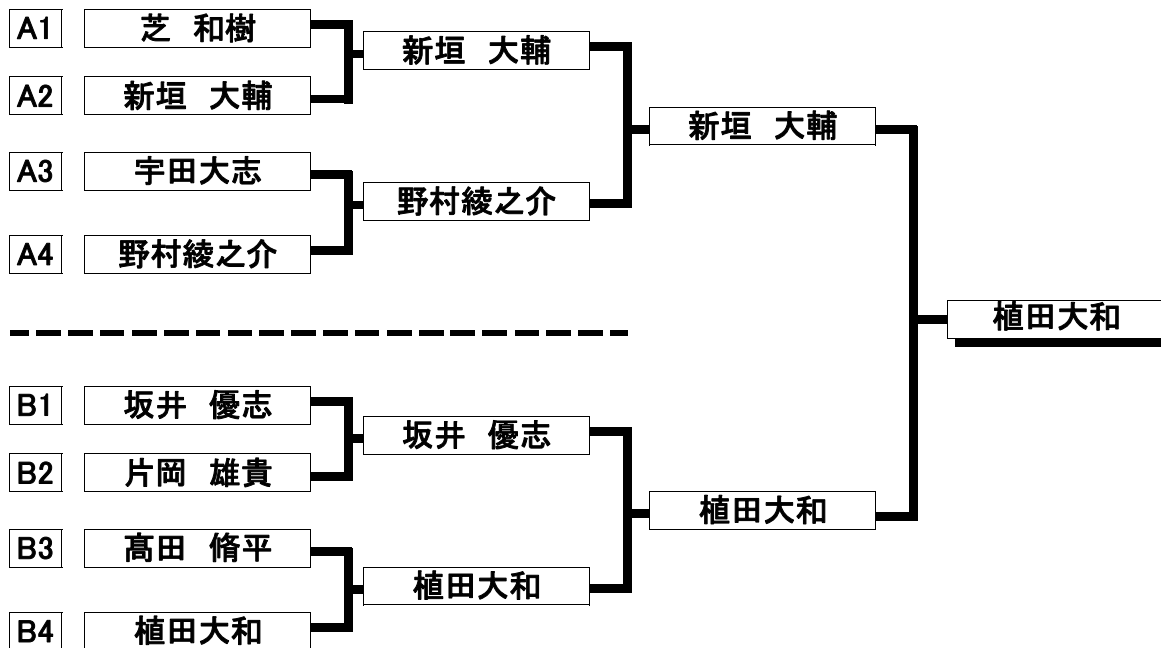 A1 芝　和樹
A2 新垣　大輔
新垣　大輔
A3 宇田大志
A4 野村綾之介
野村綾之介
新垣　大輔
B1 坂井　優志
B2 片岡　雄貴
坂井　優志
B3 髙田　脩平
B4 植田大和
植田大和
植田大和
植田大和